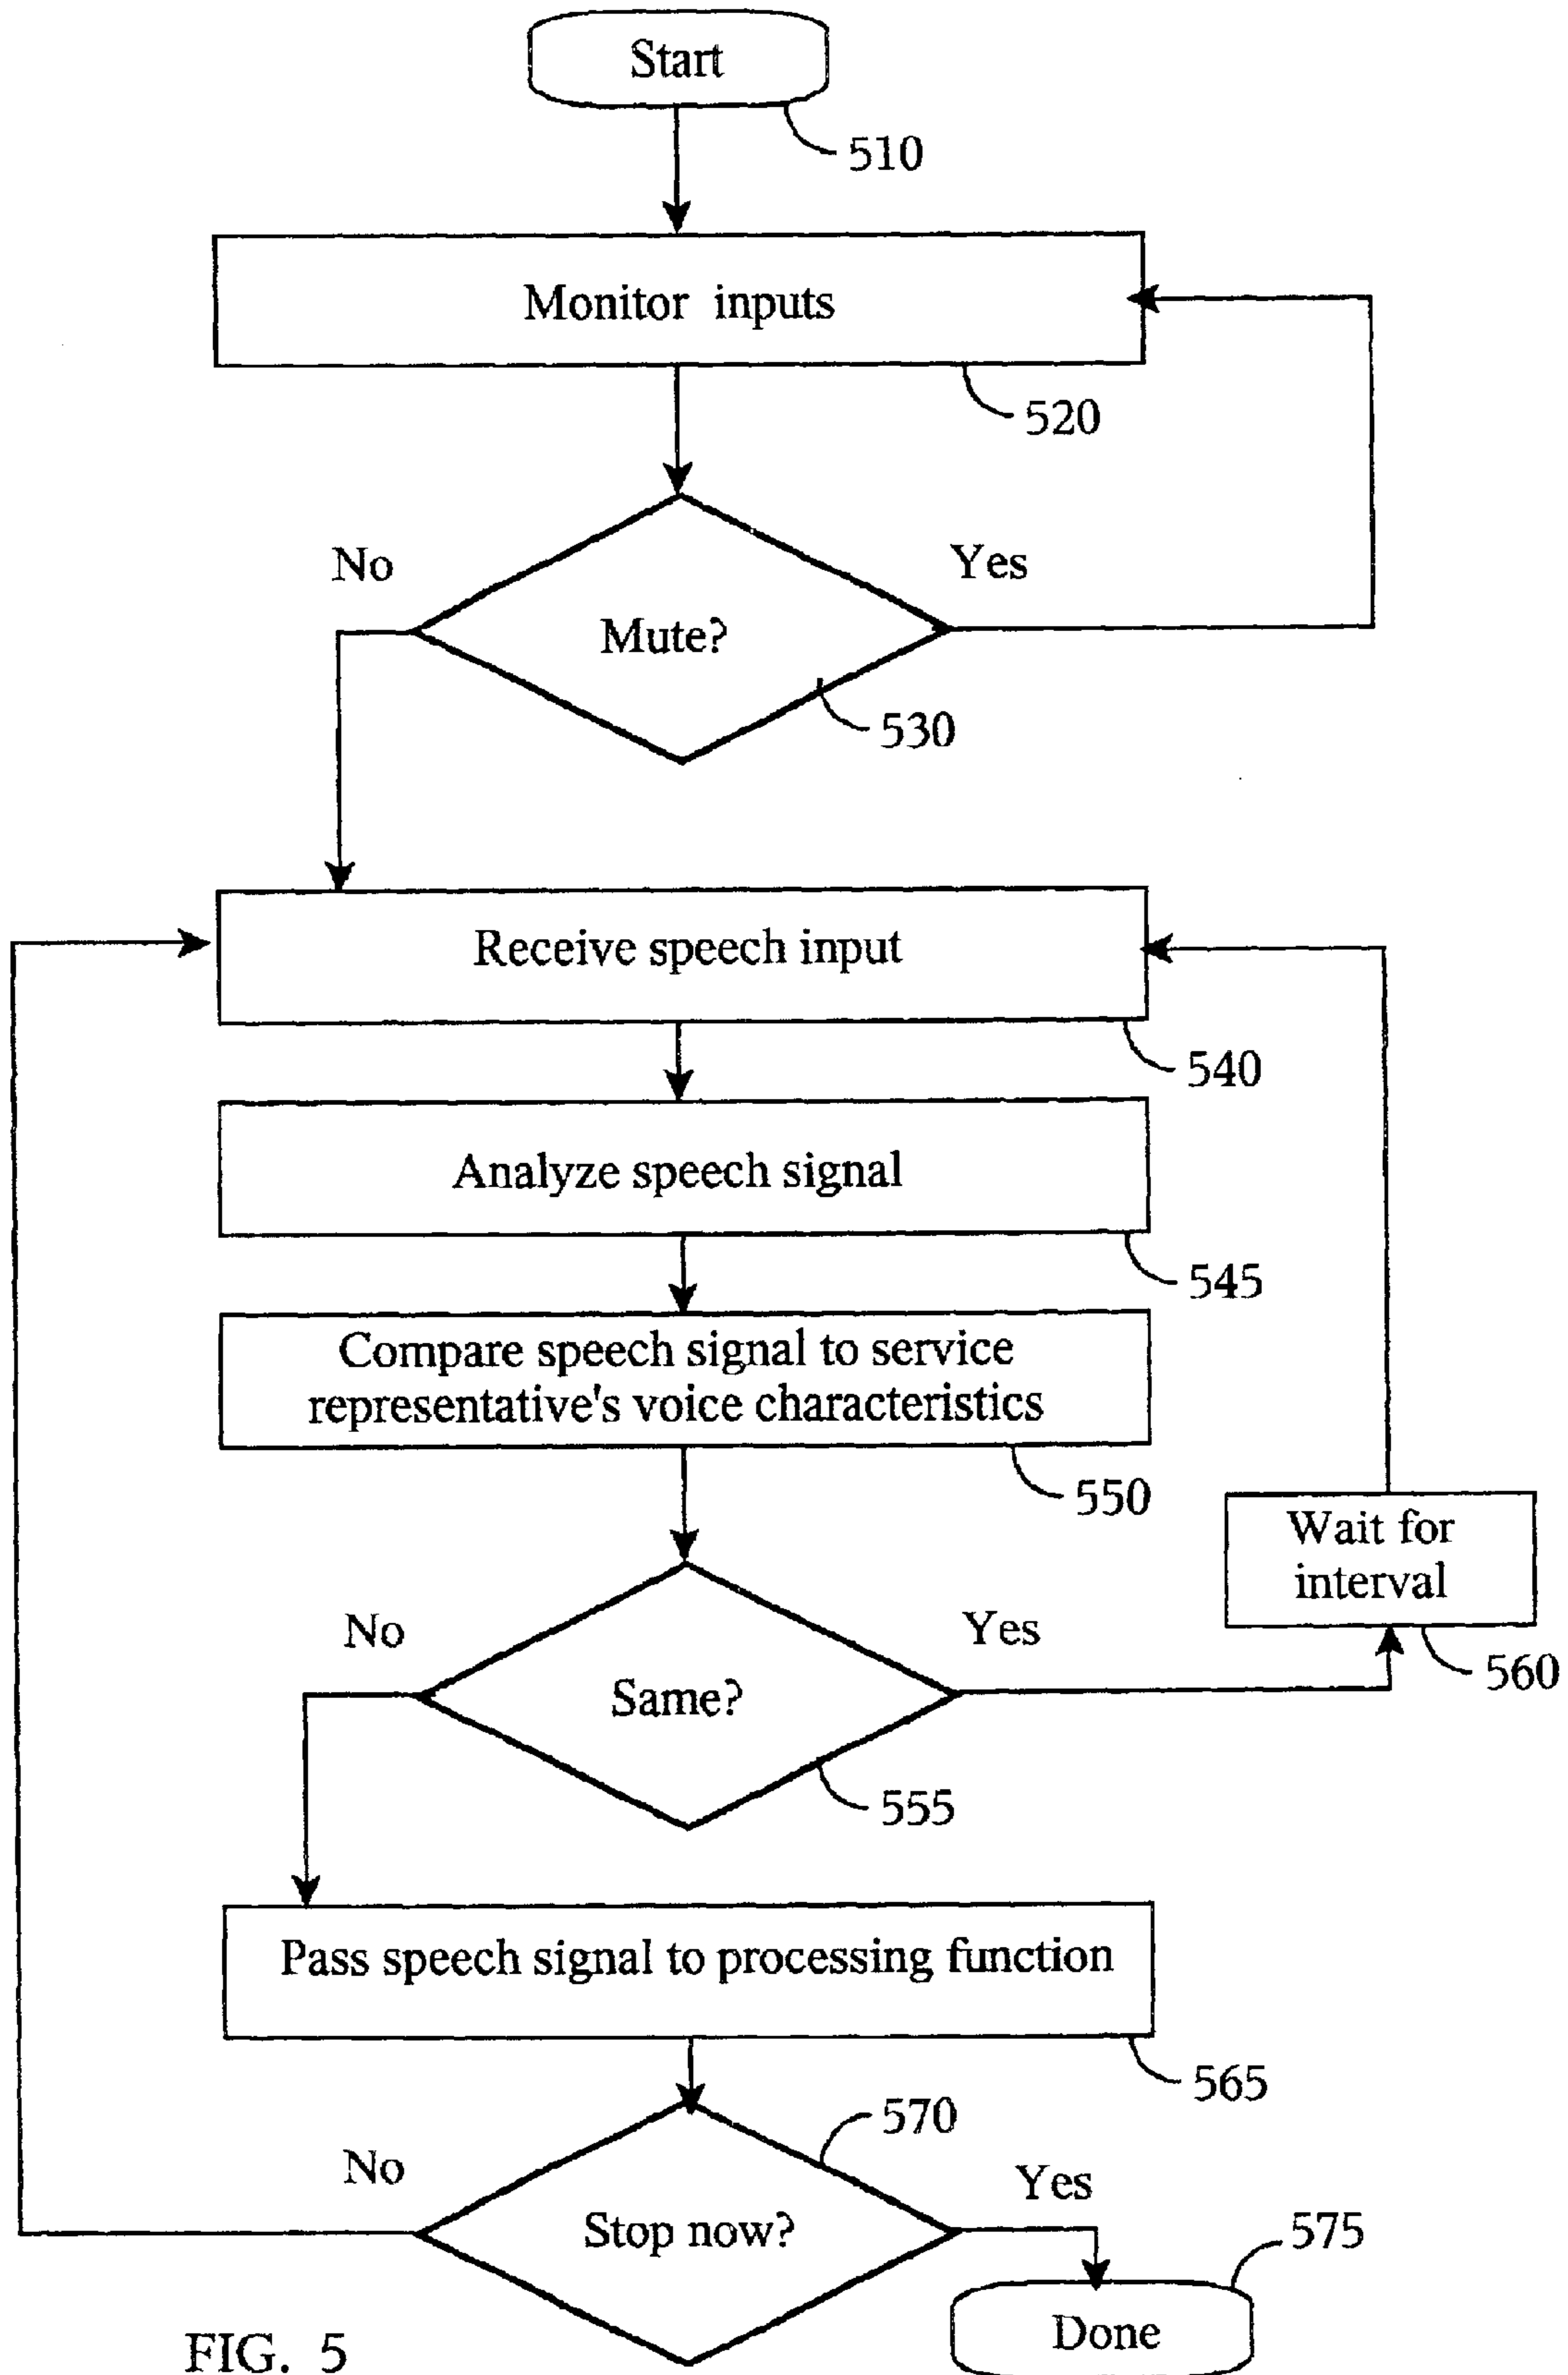 Start
510
Monitor inputs
520
No
Yes
Mute?
530
Receive speech input
540
Analyze speech signal
545
Compare speech signal to service
representative's voice characteristics
550
Wait for
interval
560
No
Yes
Same?
555
Pass speech signal to processing function
565
570
No
Yes
Stop now?
575
Done
FIG. 5